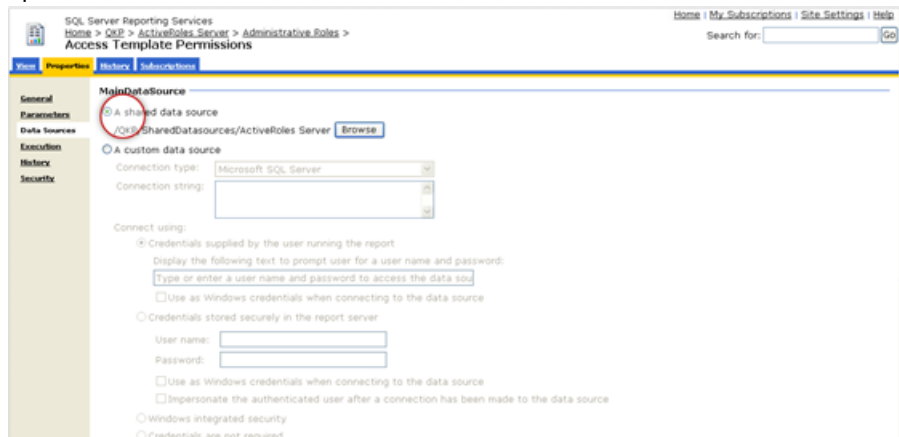 SQL Server Reporting Services
Home | My Subscriptions | Site Settings | Help
Home > QKP > ActiveRoles Server > Administrative Roles >
Search for:
Go
Access Template Permissions
View Properties History Subscriptions
General
Parameters
Data Sources
Execution
History
Security
MainDataSource
A shared data source
/QKP/SharedDatasources/ActiveRoles Server Browse
A custom data source
Connection type: Microsoft SQL Server
Connection string:
Connect using:
Credentials supplied by the user running the report
Display the following text to prompt user for a user name and password:
Type or enter a user name and password to access the data sou
Use as Windows credentials when connecting to the data source
Credentials stored securely in the report server
User name:
Password:
Use as Windows credentials when connecting to the data source
Impersonate the authenticated user after a connection has been made to the data source
Windows integrated security
Credentials are not required